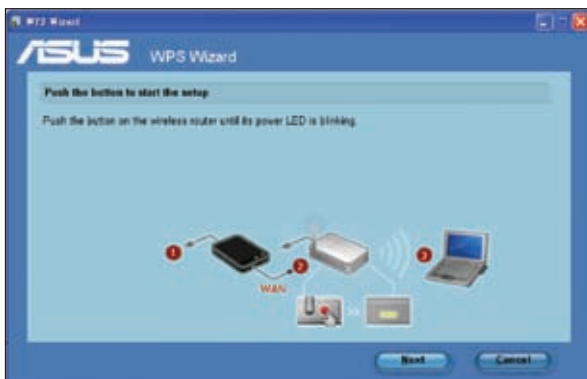 WPS Wizard
ASUS WPS Wizard
Push the button to start the setup
Push the button on the wireless router until its power LED is blinking.
1
2
3
WAN
Next
Cancel